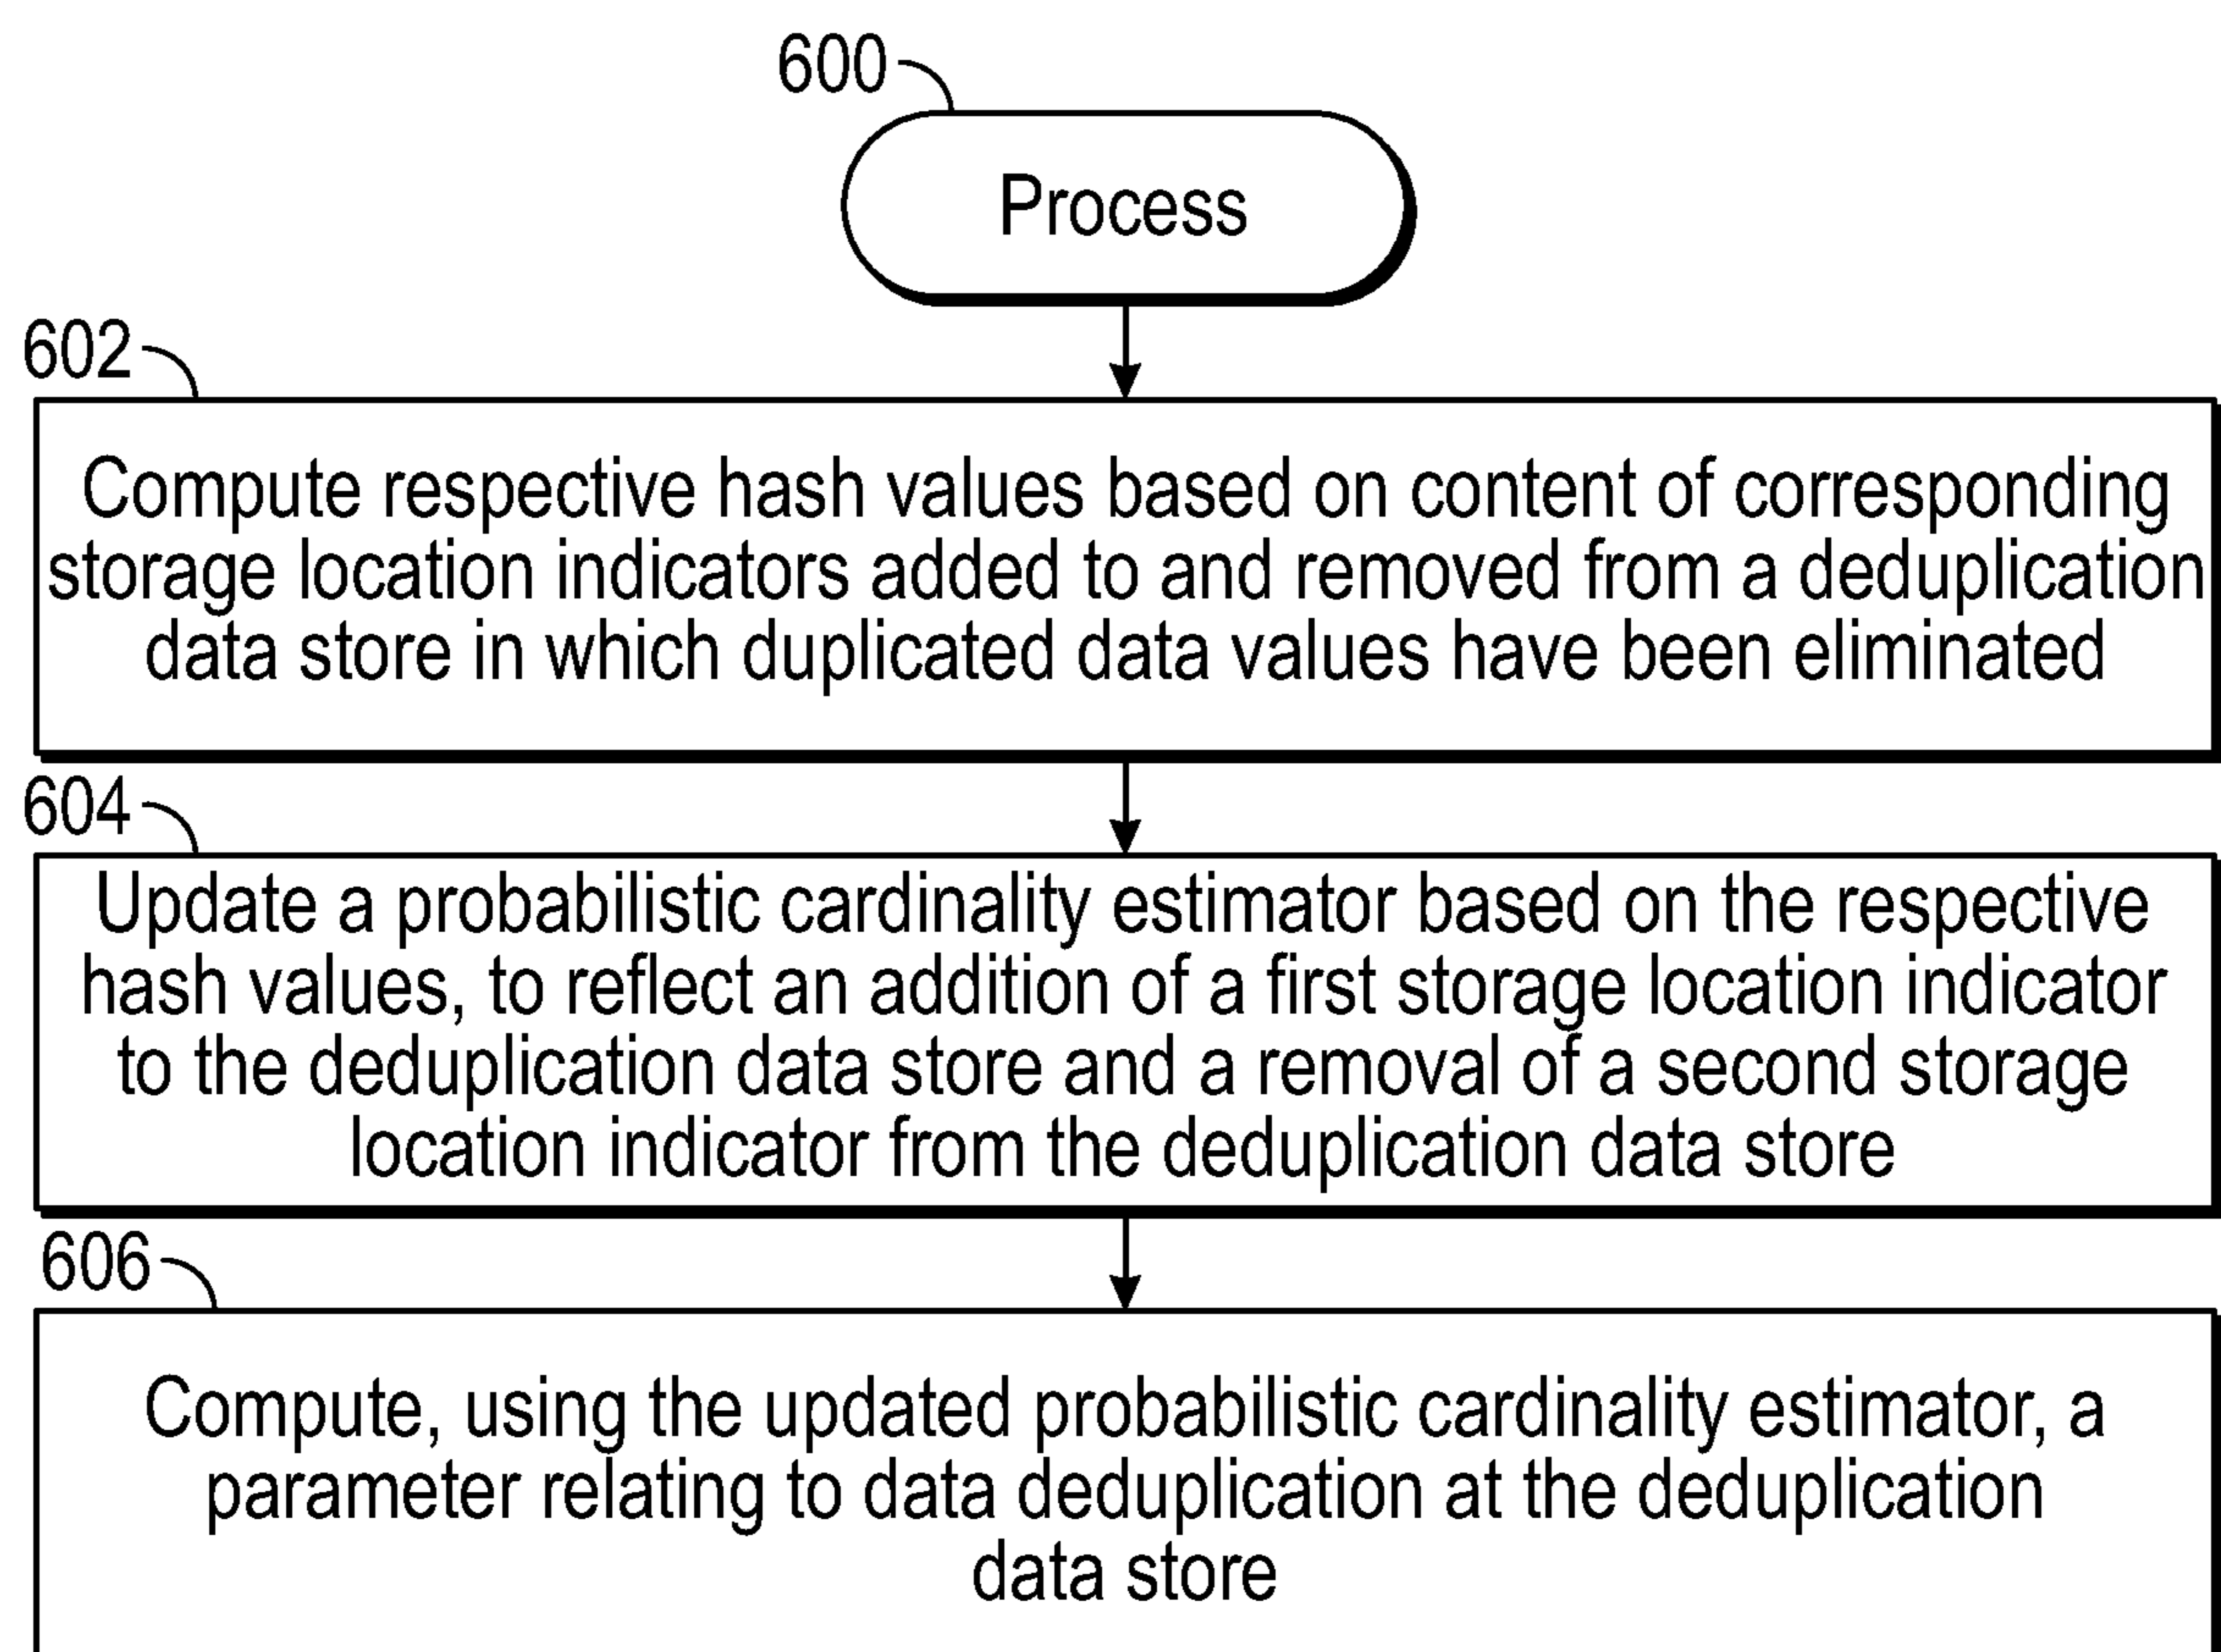 600
Process
602
Compute respective hash values based on content of corresponding
storage location indicators added to and removed from a deduplication
data store in which duplicated data values have been eliminated
604
Update a probabilistic cardinality estimator based on the respective
hash values, to reflect an addition of a first storage location indicator
to the deduplication data store and a removal of a second storage
location indicator from the deduplication data store
606
Compute, using the updated probabilistic cardinality estimator, a
parameter relating to data deduplication at the deduplication
data store